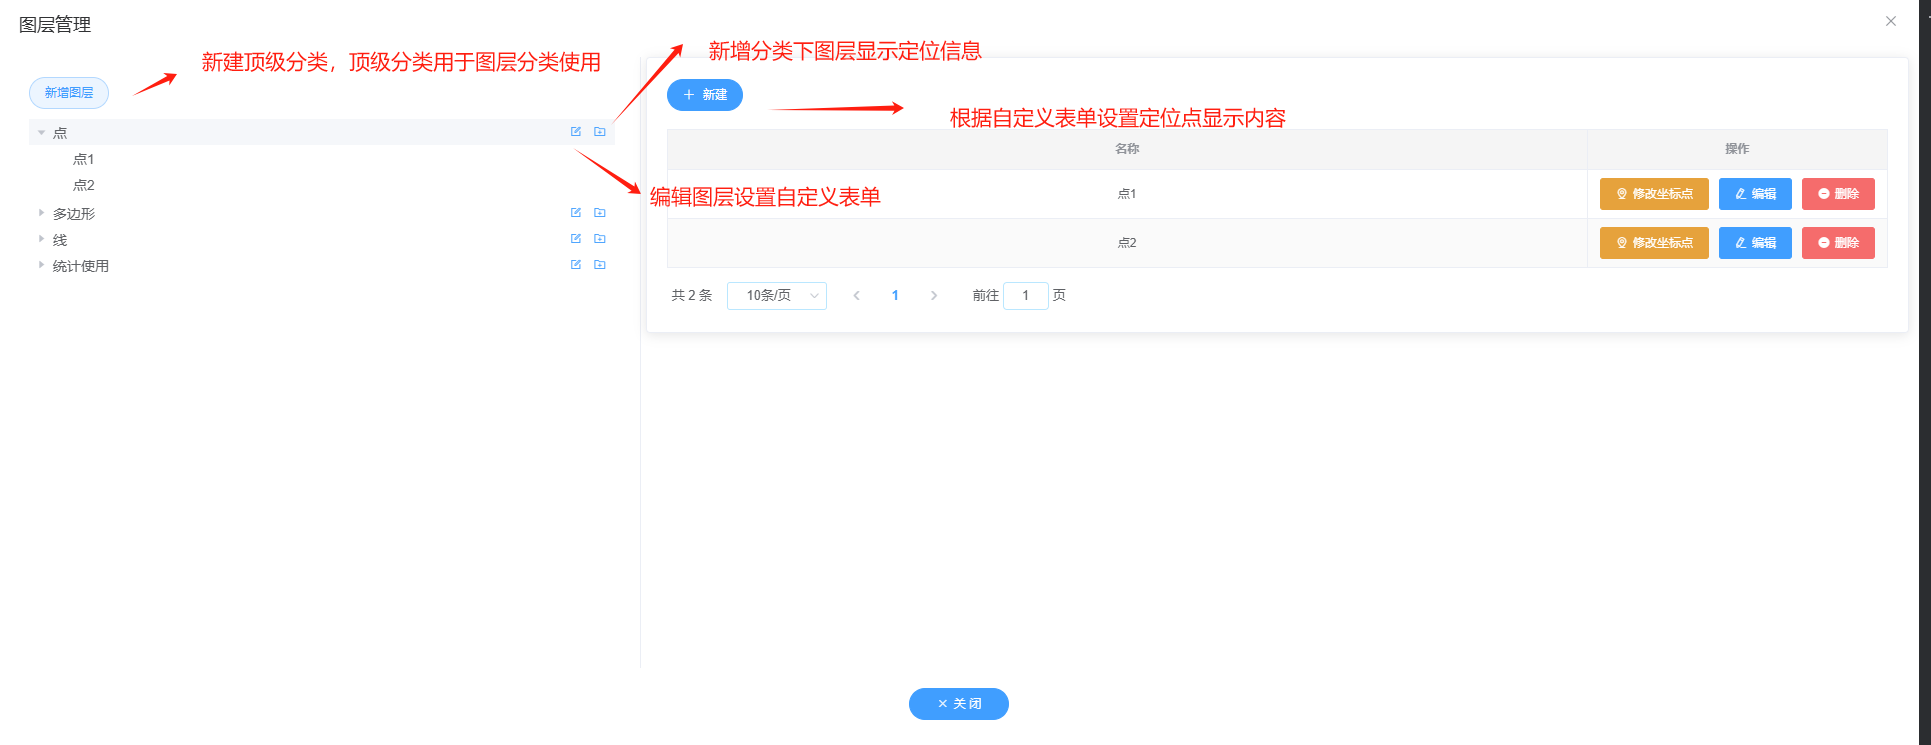 图层管理
新建顶级分类，顶级分类用于图层分类使用
新增分类下图层显示定位信息
新增图层
新建
根据自定义表单设置定位点显示内容
点
点1
点2
多边形
线
统计使用
编辑图层设置自定义表单
名称
操作
点1
修改坐标点
编辑
删除
点2
修改坐标点
编辑
删除
共 2 条
10条/页
1
前往 1 页
关 闭